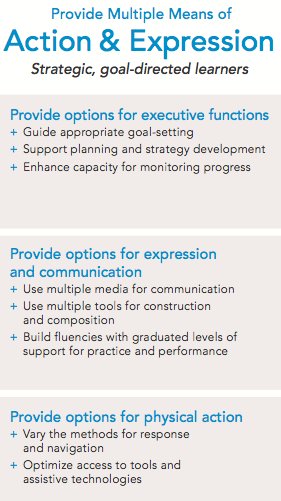 Provide Multiple Means of
Action & Expression
Strategic, goal-directed learners
Provide options for executive functions
+ Guide appropriate goal-setting
+ Support planning and strategy development
+ Enhance capacity for monitoring progress
Provide options for expression
and communication
+ Use multiple media for communication
+ Use multiple tools for construction
and composition
+ Build fluencies with graduated levels of
support for practice and performance
Provide options for physical action
+ Vary the methods for response
and navigation
+ Optimize access to tools and
assistive technologies